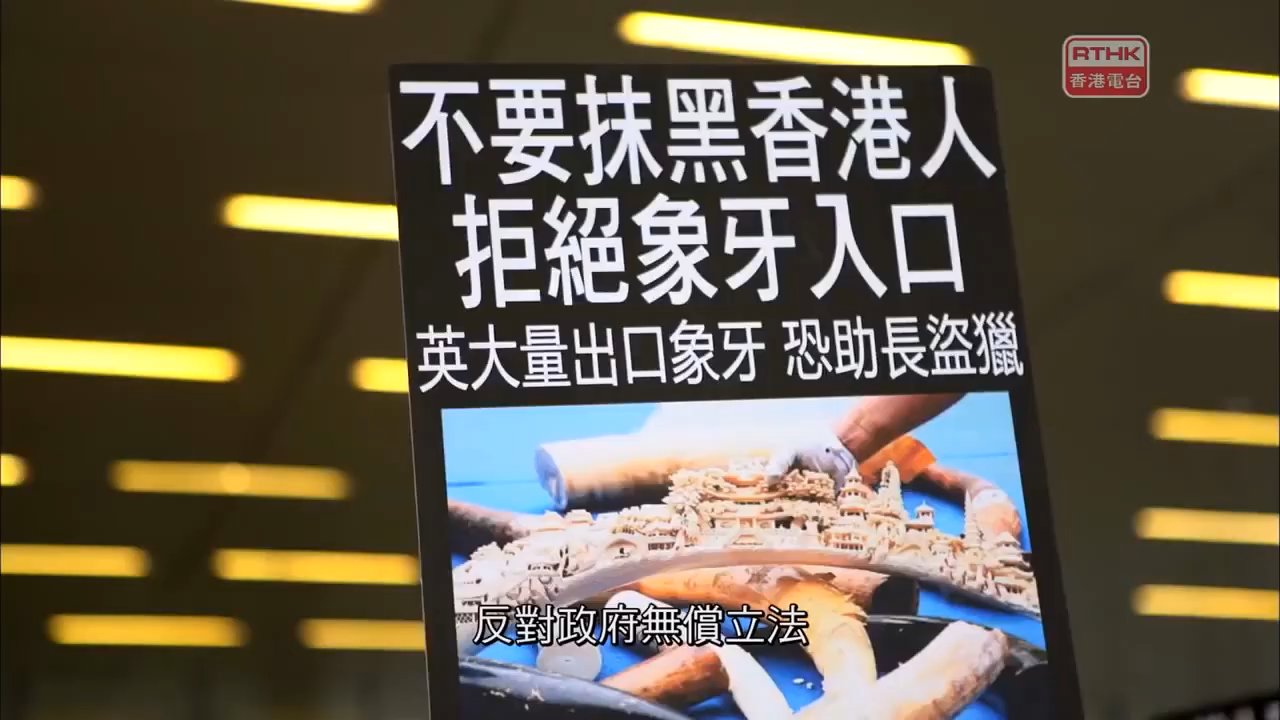 RTHK
香港電台
不要抹黑香港人
拒絕象牙入口
英大量出口象牙 恐助長盜獵
反對政府無償立法